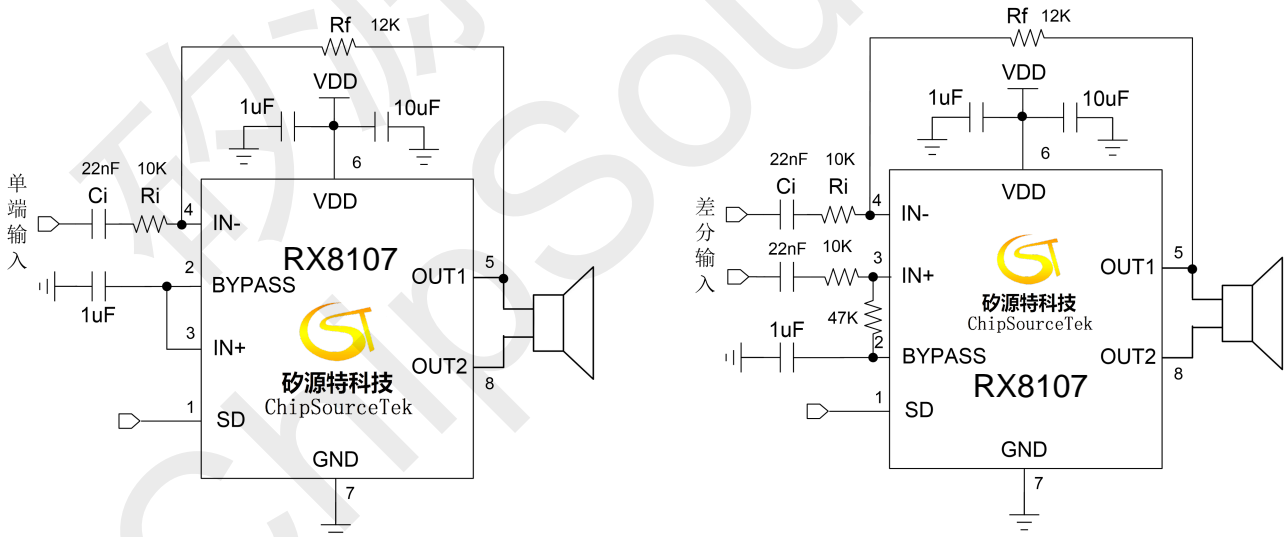 Rf 12K
VDD
1uF
10uF
6
22nF 10K
Ci Ri
单端输入
4
IN-
VDD
RX8107
2
BYPASS
1uF
3
IN+
OUT1
5
OUT2
8
矽源特科技
ChipSourceTek
1
SD
GND
7
Rf 12K
VDD
1uF
10uF
6
22nF 10K
Ci Ri
差分输入
4
IN-
VDD
22nF 10K
3
IN+
47K
1uF
2
BYPASS
OUT1
5
OUT2
8
矽源特科技
ChipSourceTek
RX8107
1
SD
GND
7
矽源
ChipSou